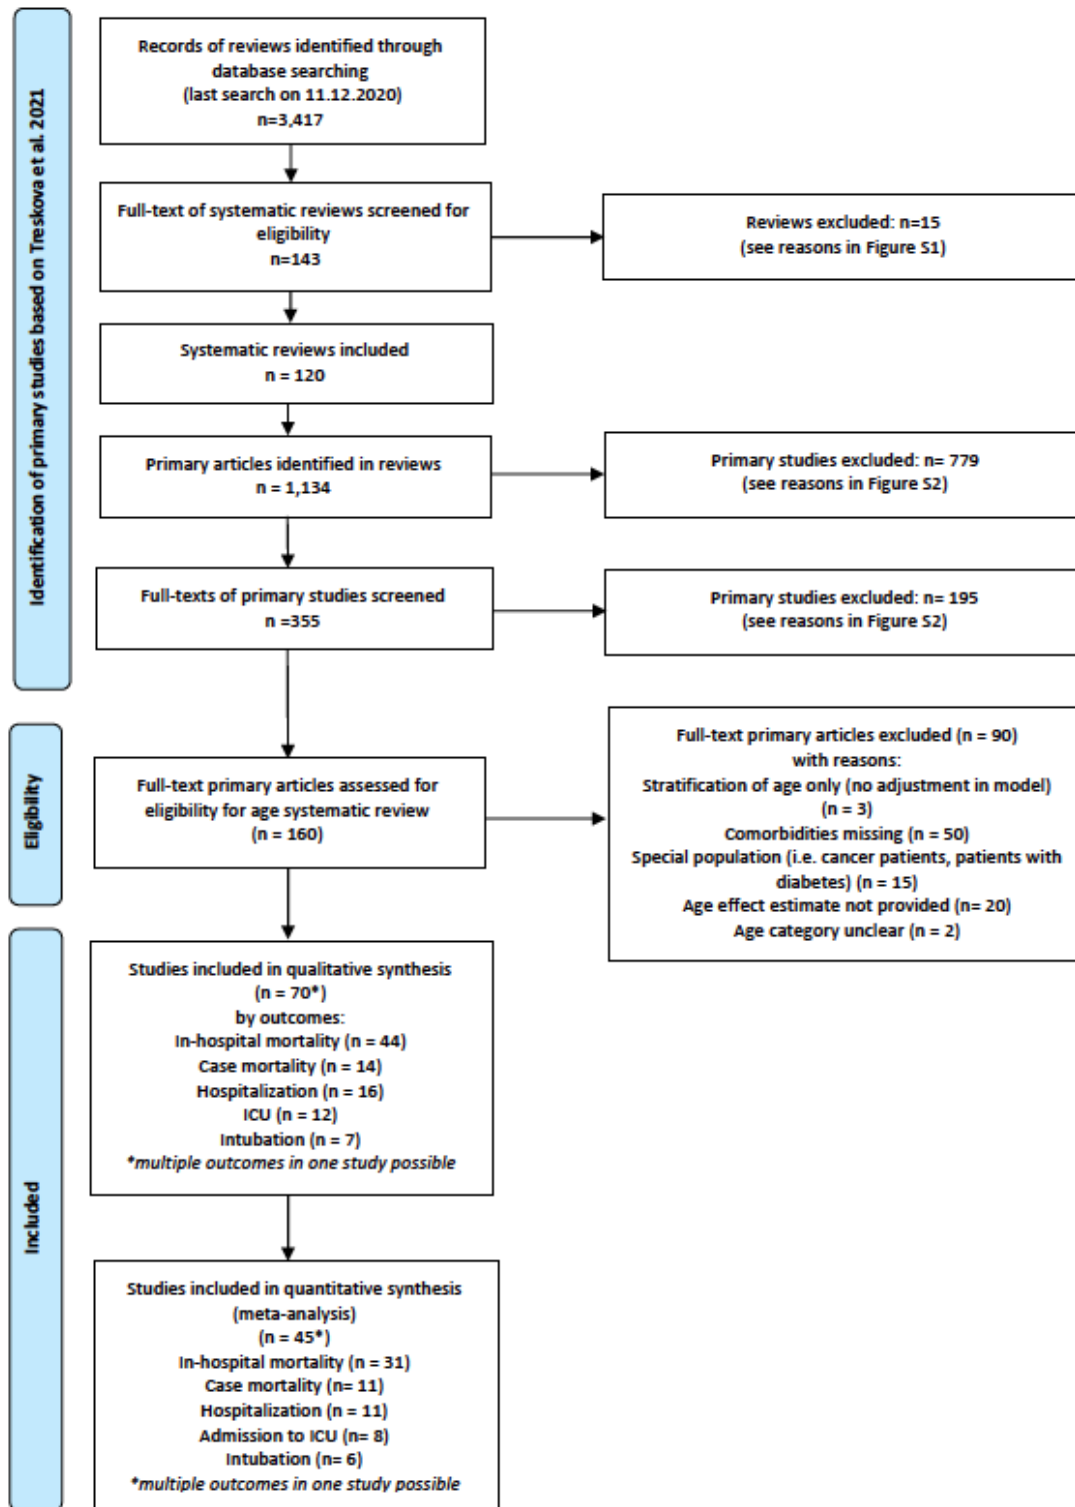 Identification of primary studies based on Treskova et al. 2021
Records of reviews identified through
database searching
(last search on 11.12.2020)
n=3,417
Full-text of systematic reviews screened for
eligibility
n=143
Reviews excluded: n=15
(see reasons in Figure S1)
Systematic reviews included
n = 120
Primary articles identified in reviews
n = 1,134
Primary studies excluded: n= 779
(see reasons in Figure S2)
Full-texts of primary studies screened
n =355
Primary studies excluded: n= 195
(see reasons in Figure S2)
Eligibility
Full-text primary articles assessed for
eligibility for age systematic review
(n = 160)
Full-text primary articles excluded (n = 90)
with reasons:
Stratification of age only (no adjustment in model)
(n = 3)
Comorbidities missing (n = 50)
Special population (i.e. cancer patients, patients with
diabetes) (n = 15)
Age effect estimate not provided (n= 20)
Age category unclear (n = 2)
Included
Studies included in qualitative synthesis
(n = 70*)
by outcomes:
In-hospital mortality (n = 44)
Case mortality (n = 14)
Hospitalization (n = 16)
ICU (n = 12)
Intubation (n = 7)
*multiple outcomes in one study possible
Studies included in quantitative synthesis
(meta-analysis)
(n = 45*)
In-hospital mortality (n = 31)
Case mortality (n= 11)
Hospitalization (n = 11)
Admission to ICU (n= 8)
Intubation (n= 6)
*multiple outcomes in one study possible